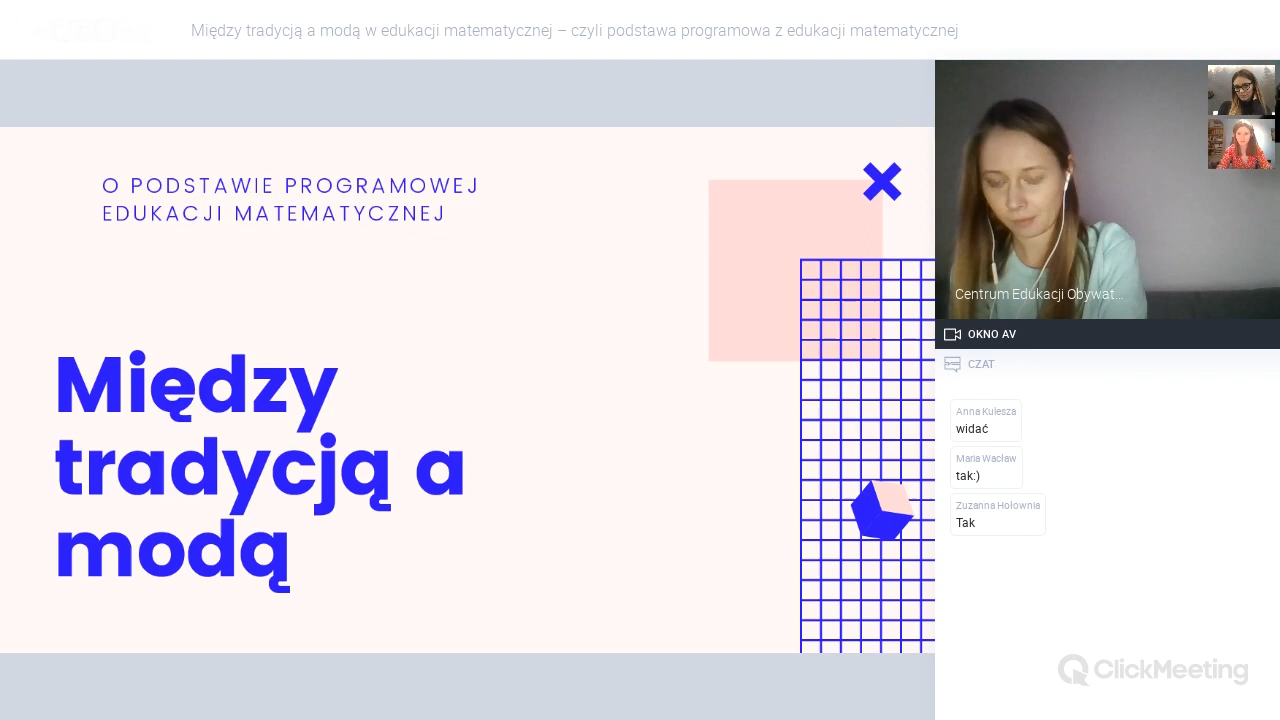 Między tradycją a modą w edukacji matematycznej – czyli podstawa programowa z edukacji matematycznej
O PODSTAWIE PROGRAMOWEJ
EDUKACJI MATEMATYCZNEJ
Między
tradycją a
modą
Centrum Edukacji Obywat...
OKNO AV
CZAT
Anna Kulesza
widać
Maria Wacław
tak:)
Zuzanna Hołownia
Tak
ClickMeeting